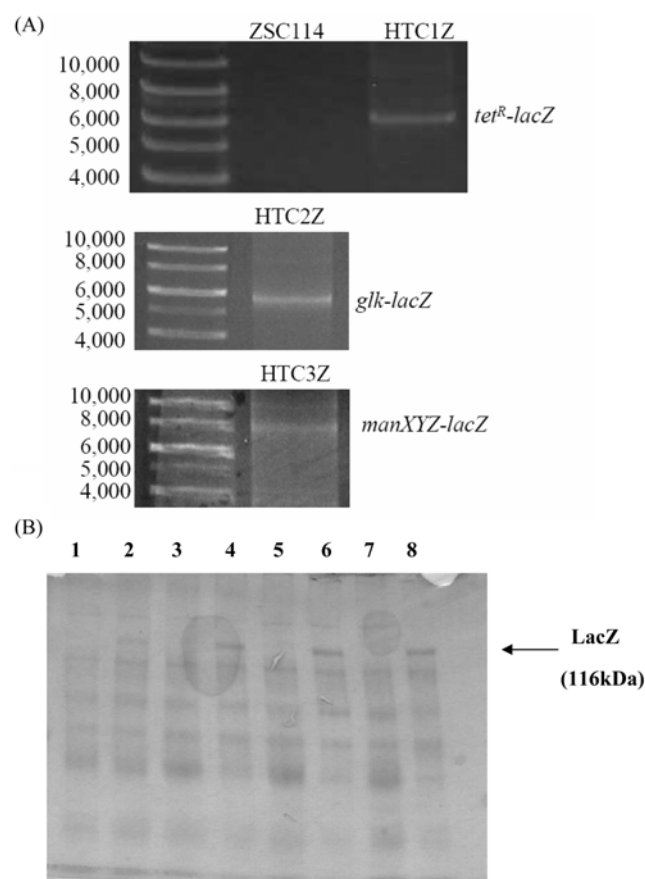 (A)
ZSC114 HTC1Z
10,000
8,000
6,000
5,000
4,000
tetᴿ-lacZ
HTC2Z
10,000
8,000
6,000
5,000
4,000
glk-lacZ
HTC3Z
10,000
8,000
6,000
5,000
4,000
manXYZ-lacZ
(B)
1 2 3 4 5 6 7 8
LacZ
(116kDa)